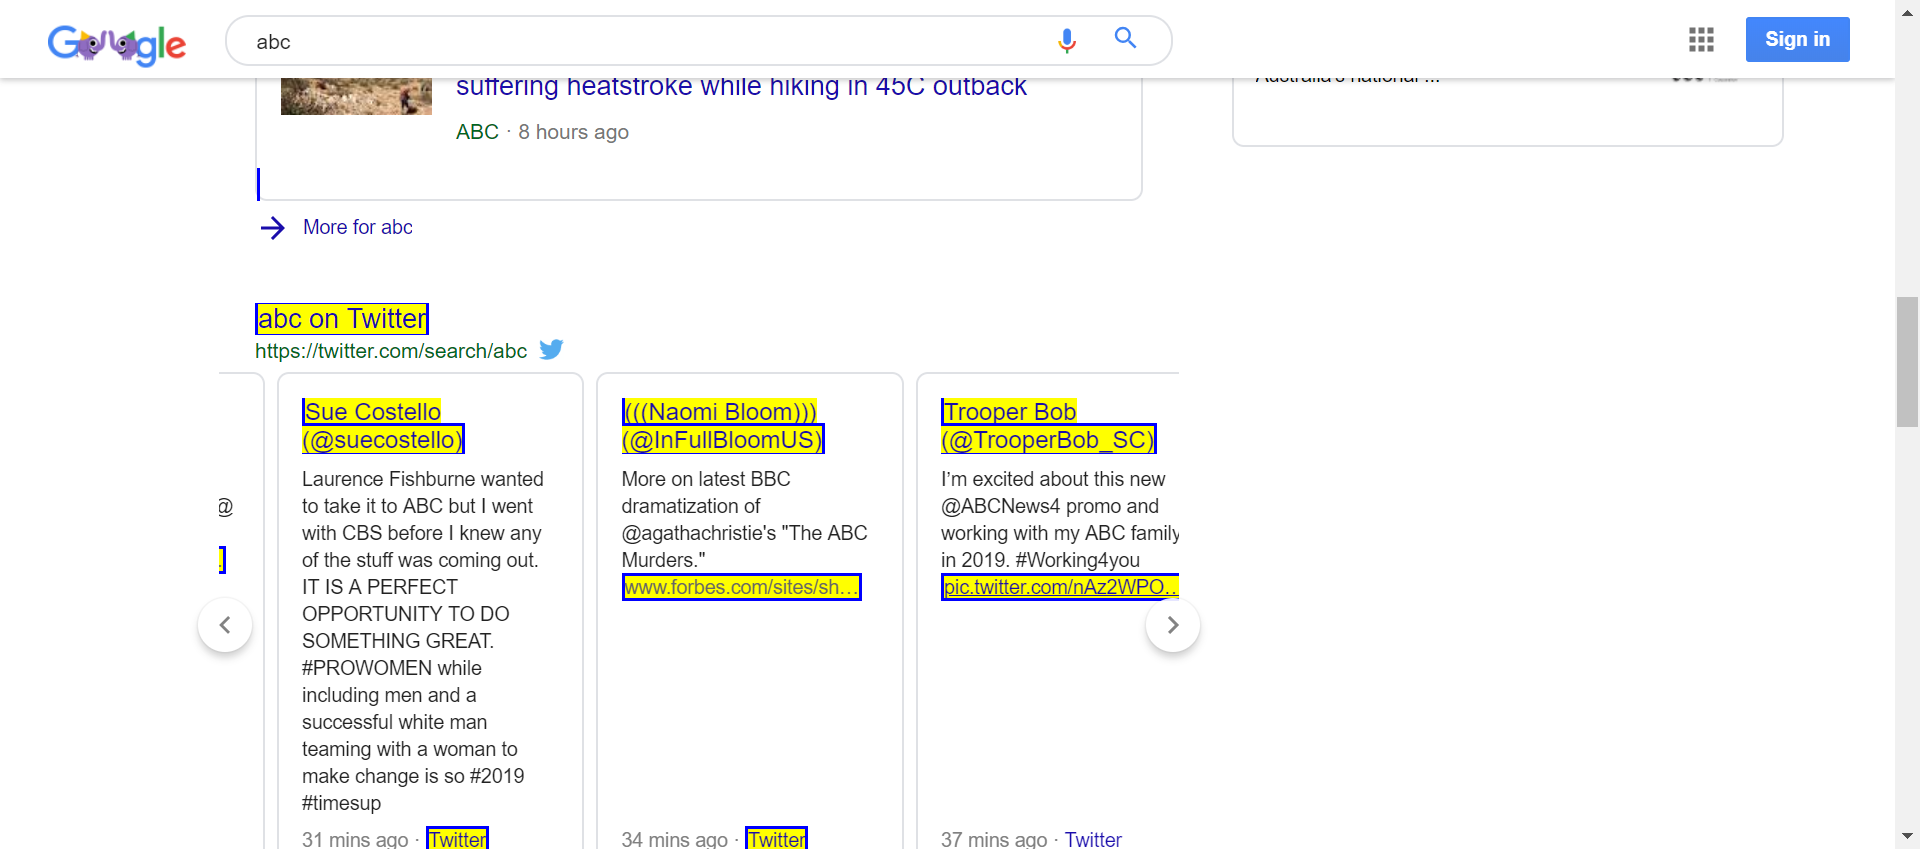 Google
abc
Sign in
suffering heatstroke while hiking in 45C outback
Australia's national ...
ABC · 8 hours ago
More for abc
abc on Twitter
https://twitter.com/search/abc
@
Sue Costello
(@suecostello)
Laurence Fishburne wanted
to take it to ABC but I went
with CBS before I knew any
of the stuff was coming out.
IT IS A PERFECT
OPPORTUNITY TO DO
SOMETHING GREAT.
#PROWOMEN while
including men and a
successful white man
teaming with a woman to
make change is so #2019
#timesup
31 mins ago · Twitter
(((Naomi Bloom)))
(@InFullBloomUS)
More on latest BBC
dramatization of
@agathachristie's "The ABC
Murders."
www.forbes.com/sites/sh…
34 mins ago · Twitter
Trooper Bob
(@TrooperBob_SC)
I’m excited about this new
@ABCNews4 promo and
working with my ABC family
in 2019. #Working4you
pic.twitter.com/nAz2WPO…
37 mins ago · Twitter